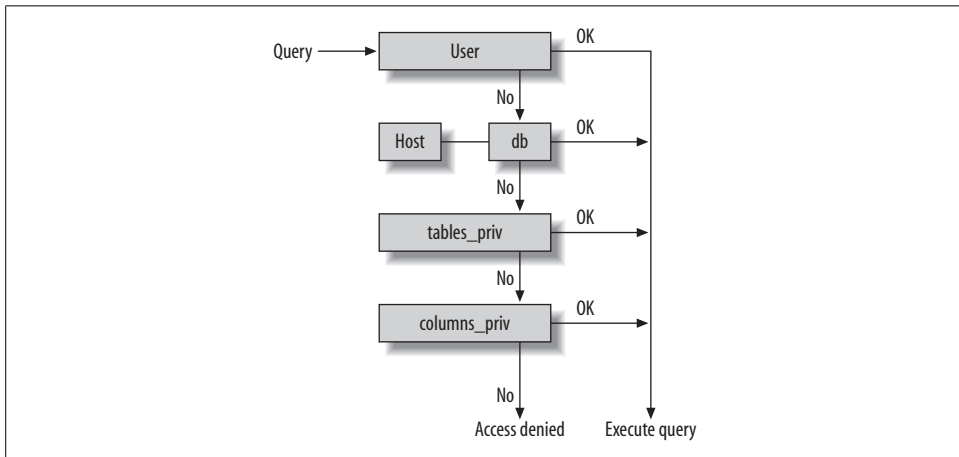 Query
User
OK
No
Host
db
OK
No
tables_priv
OK
No
columns_priv
OK
No
Access denied
Execute query